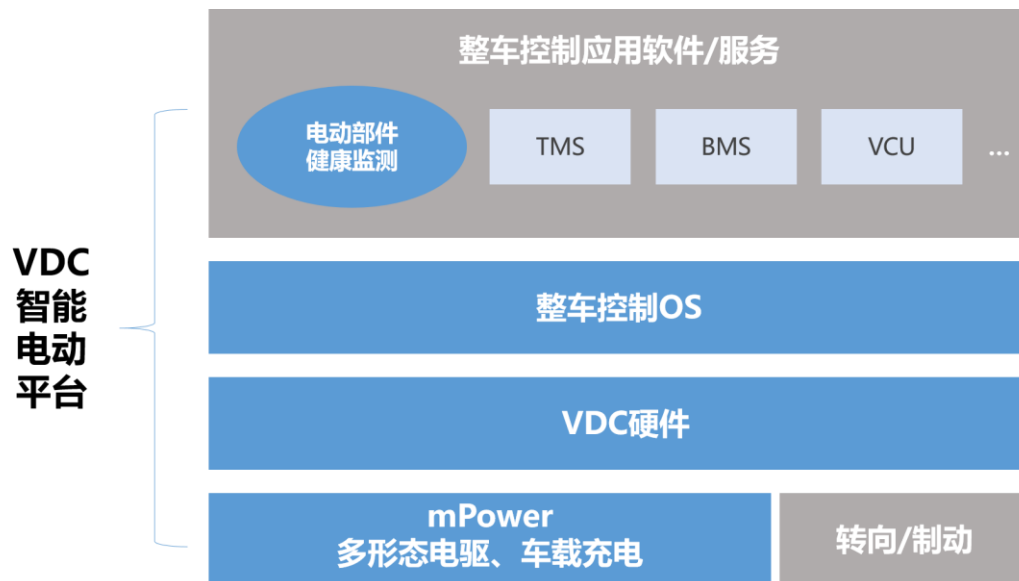 整车控制应用软件/服务
电动部件
健康监测
TMS
BMS
VCU
...
VDC
智能
电动
平台
整车控制OS
VDC硬件
mPower
多形态电驱、车载充电
转向/制动